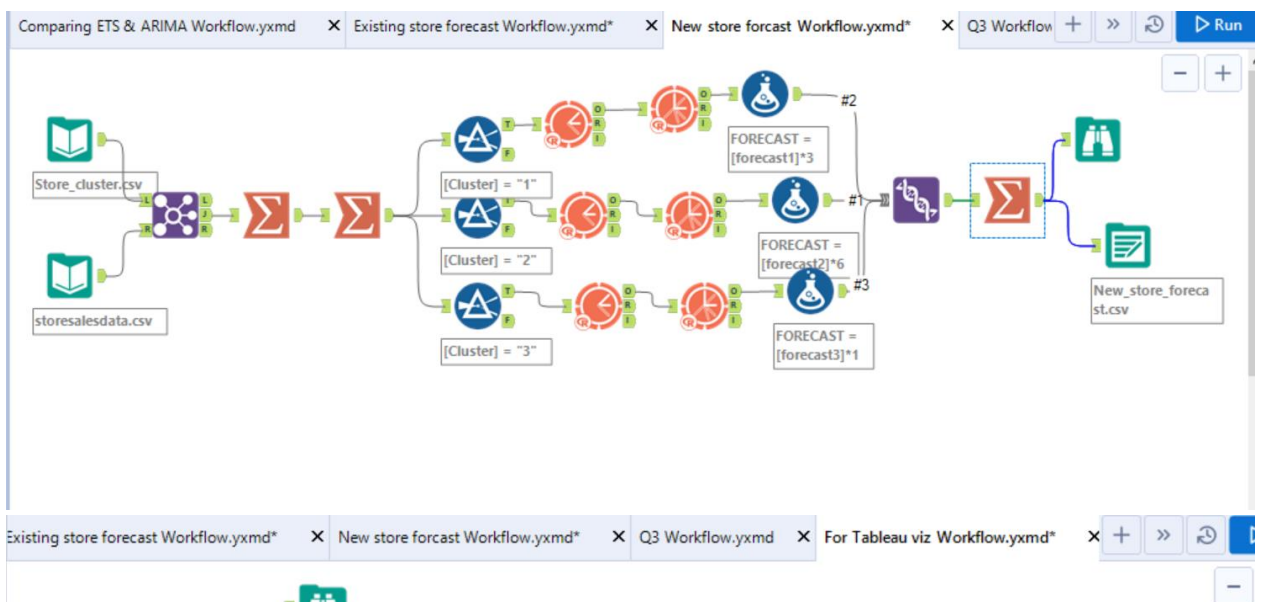 Comparing ETS & ARIMA Workflow.yxmd X Existing store forecast Workflow.yxmd* X New store forcast Workflow.yxmd* X Q3 Workflow + » Run
− +
#2
FORECAST =
[forecast1]*3
Store_cluster.csv
[Cluster] = "1"
#1
FORECAST =
[forecast2]*6
[Cluster] = "2"
#3
storesalesdata.csv
New_store_foreca
st.csv
FORECAST =
[forecast3]*1
[Cluster] = "3"
L
R
L
J
R
T
F
O
R
I
O
R
I
T
O
R
I
O
R
I
F
T
F
O
R
I
O
R
I
Existing store forecast Workflow.yxmd* X New store forcast Workflow.yxmd* X Q3 Workflow.yxmd X For Tableau viz Workflow.yxmd* X + »
−